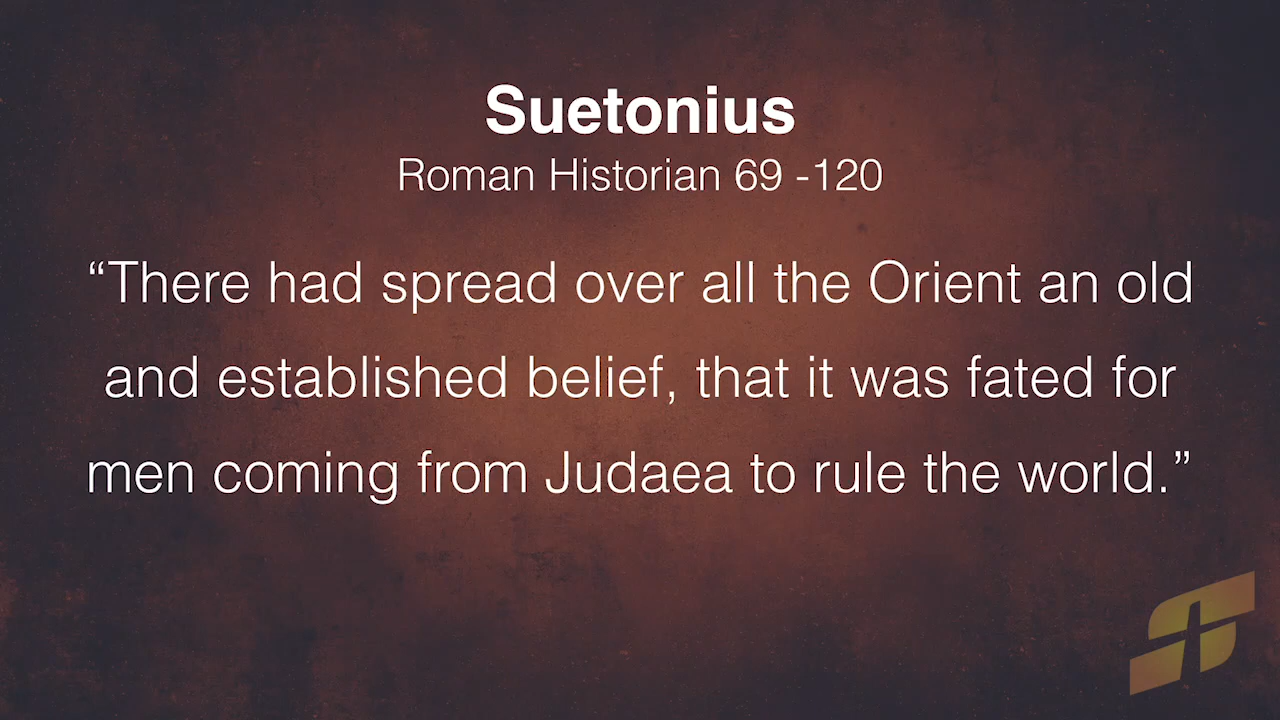 Suetonius
Roman Historian 69 -120
“There had spread over all the Orient an old
and established belief, that it was fated for
men coming from Judaea to rule the world.”